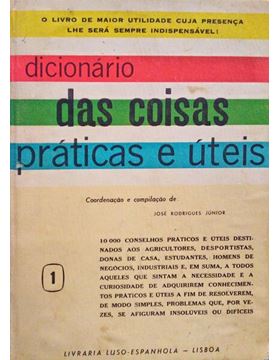 O LIVRO DE MAIOR UTILIDADE CUJA PRESENÇA
LHE SERÁ SEMPRE INDISPENSÁVEL!
dicionário
das coisas
práticas e úteis
Coordenação e compilação de
JOSÉ RODRIGUES JÚNIOR
10 000 CONSELHOS PRÁTICOS E ÚTEIS DESTI-
NADOS AOS AGRICULTORES, DESPORTISTAS,
DONAS DE CASA, ESTUDANTES, HOMENS DE
NEGÓCIOS, INDUSTRIAIS E, EM SUMA, A TODOS
AQUELES QUE SINTAM A NECESSIDADE E A
CURIOSIDADE DE ADQUIRIREM CONHECIMEN-
TOS PRÁTICOS E ÚTEIS A FIM DE RESOLVEREM,
DE MODO SIMPLES, PROBLEMAS QUE, POR VE-
ZES, SE AFIGURAM INSOLÚVEIS OU DIFÍCEIS
1
LIVRARIA LUSO-ESPANHOLA — LISBOA